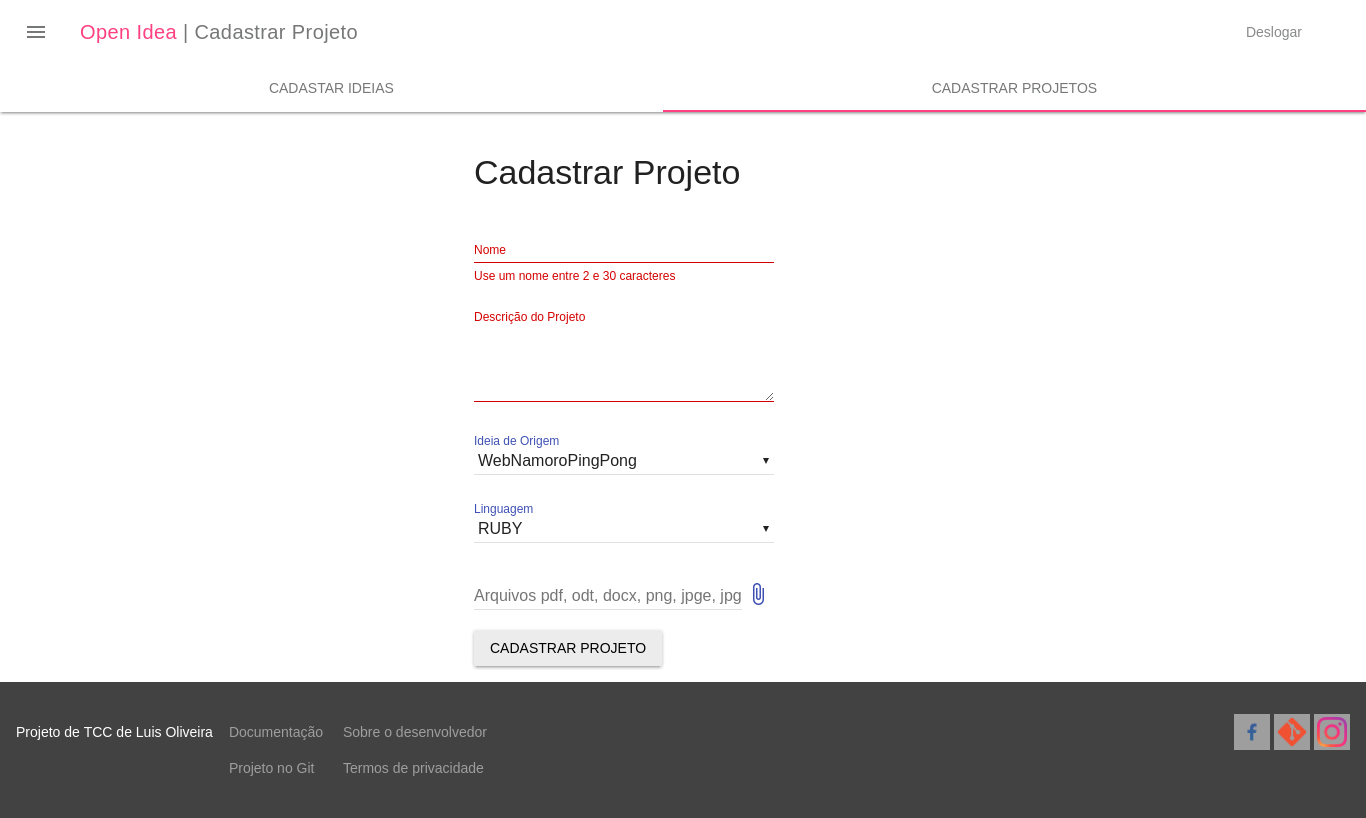 Open Idea | Cadastrar Projeto
Deslogar
CADASTAR IDEIAS
CADASTRAR PROJETOS
Cadastrar Projeto
Nome
Use um nome entre 2 e 30 caracteres
Descrição do Projeto
Ideia de Origem
WebNamoroPingPong
Linguagem
RUBY
Arquivos pdf, odt, docx, png, jpge, jpg
CADASTRAR PROJETO
Projeto de TCC de Luis Oliveira
Documentação
Sobre o desenvolvedor
Projeto no Git
Termos de privacidade